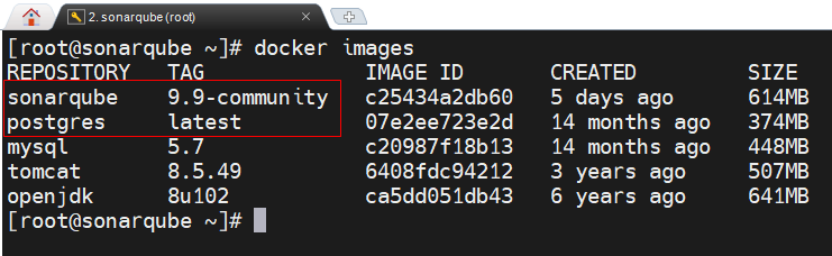 2. sonarqube (root)
[root@sonarqube ~]# docker images
REPOSITORY TAG IMAGE ID CREATED SIZE
sonarqube 9.9-community c25434a2db60 5 days ago 614MB
postgres latest 07e2ee723e2d 14 months ago 374MB
mysql 5.7 c20987f18b13 14 months ago 448MB
tomcat 8.5.49 6408fdc94212 3 years ago 507MB
openjdk 8u102 ca5dd051db43 6 years ago 641MB
[root@sonarqube ~]#